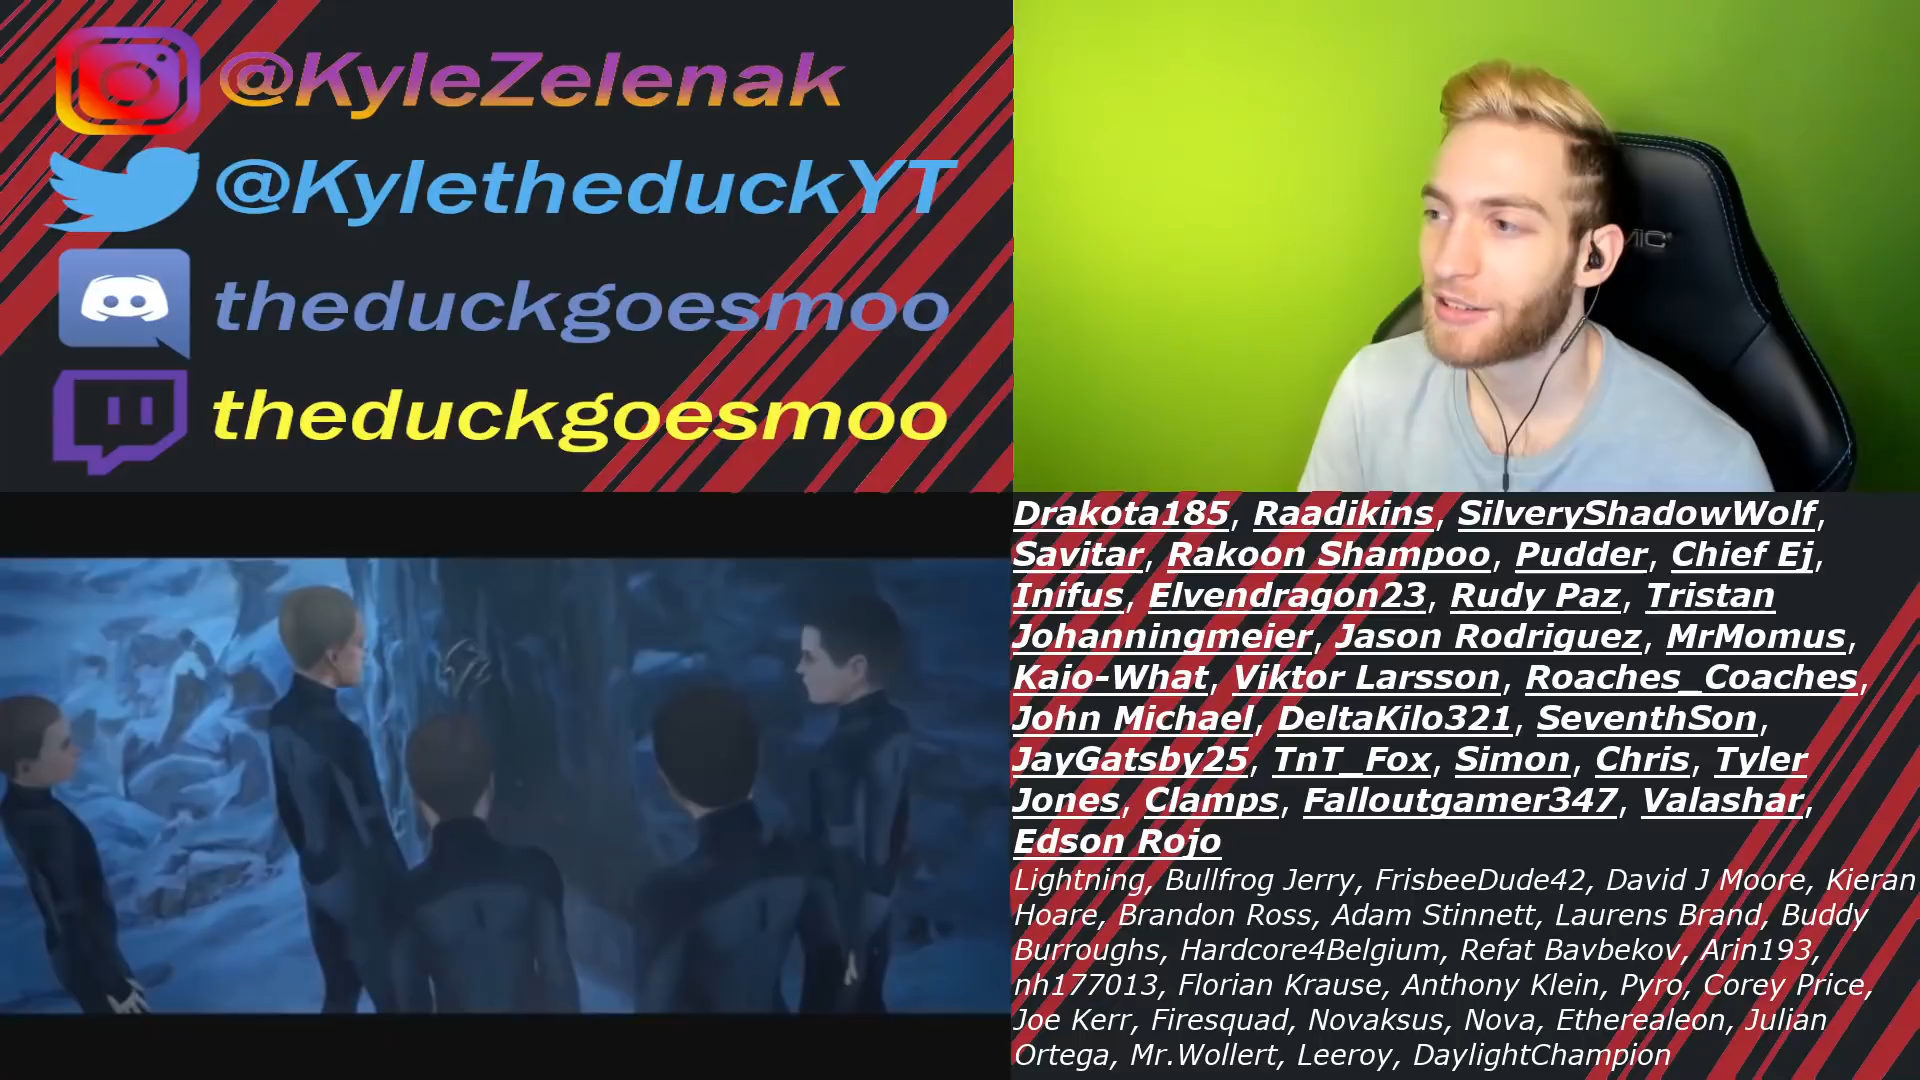 @KyleZelenak
@KyletheduckYT
theduckgoesmoo
theduckgoesmoo
Drakota185, Raadikins, SilveryShadowWolf,
Savitar, Rakoon Shampoo, Pudder, Chief Ej,
Inifus, Elvendragon23, Rudy Paz, Tristan
Johanningmeier, Jason Rodriguez, MrMomus,
Kaio-What, Viktor Larsson, Roaches_Coaches,
John Michael, DeltaKilo321, SeventhSon,
JayGatsby25, TnT_Fox, Simon, Chris, Tyler
Jones, Clamps, Falloutgamer347, Valashar,
Edson Rojo
Lightning, Bullfrog Jerry, FrisbeeDude42, David J Moore, Kieran
Hoare, Brandon Ross, Adam Stinnett, Laurens Brand, Buddy
Burroughs, Hardcore4Belgium, Refat Bavbekov, Arin193,
nh177013, Florian Krause, Anthony Klein, Pyro, Corey Price,
Joe Kerr, Firesquad, Novaksus, Nova, Etherealeon, Julian
Ortega, Mr.Wollert, Leeroy, DaylightChampion